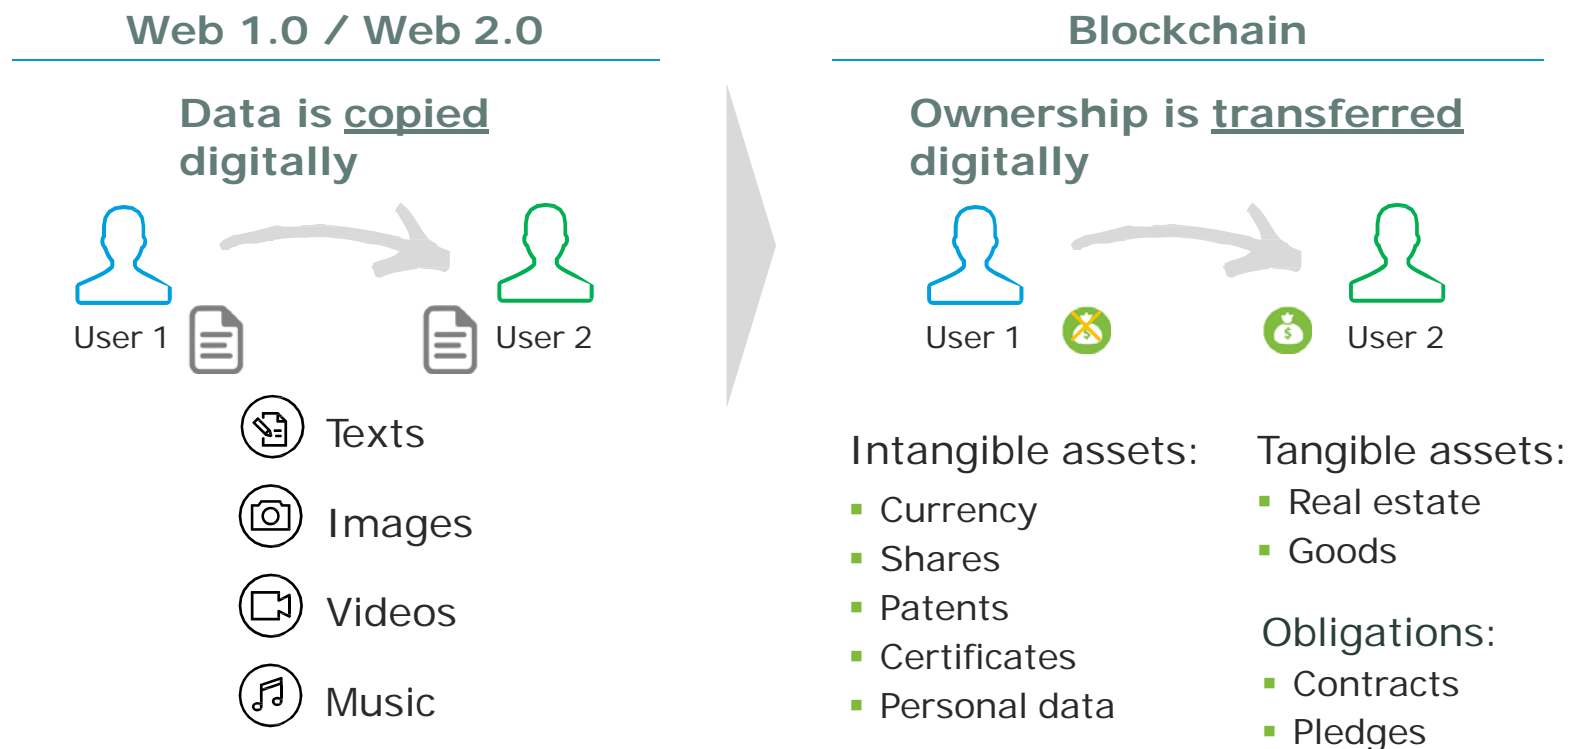 Web 1.0 / Web 2.0
Data is copied
digitally
User 1
User 2
Texts
Images
Videos
Music
Blockchain
Ownership is transferred
digitally
User 1
$
$
User 2
Intangible assets:
Currency
Shares
Patents
Certificates
Personal data
Tangible assets:
Real estate
Goods
Obligations:
Contracts
Pledges